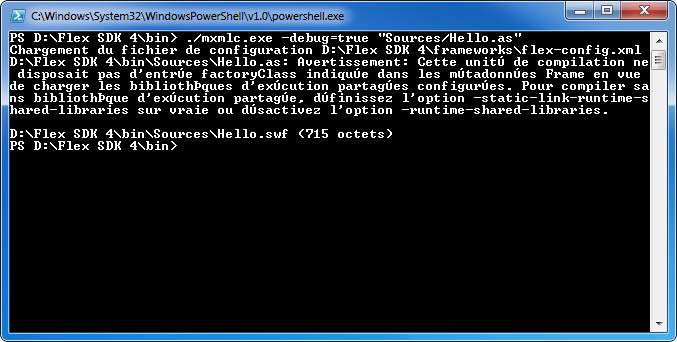 C:\Windows\System32\WindowsPowerShell\v1.0\powershell.exe
PS D:\Flex SDK 4\bin> ./mxmlc.exe -debug=true "Sources/Hello.as"
Chargement du fichier de configuration D:\Flex SDK 4\frameworks\flex-config.xml
D:\Flex SDK 4\bin\Sources\Hello.as: Avertissement: Cette unitÚ de compilation ne
 disposait pas d'entrÚe factoryClass indiquÚe dans les mÚtadonnÚes Frame en vue
de charger les bibliothÞques d'exÚcution partagÚes configurÚes. Pour compiler sa
ns bibliothÞque d'exÚcution partagÚe, dÚfinissez l'option -static-link-runtime-s
hared-libraries sur vraie ou dÚsactivez l'option -runtime-shared-libraries.
D:\Flex SDK 4\bin\Sources\Hello.swf (715 octets)
PS D:\Flex SDK 4\bin>